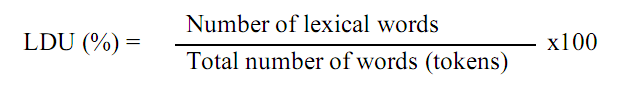 Number of lexical words
LDU (%) = x100
Total number of words (tokens)